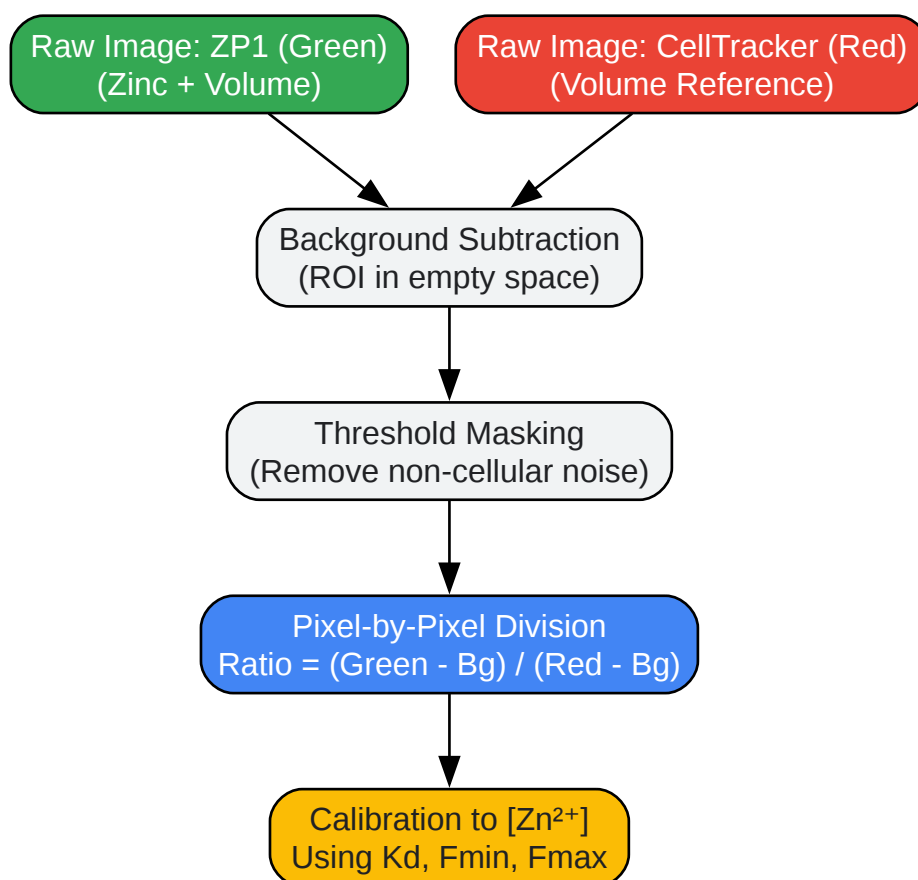 Raw Image: ZP1 (Green)
(Zinc + Volume)
Raw Image: CellTracker (Red)
(Volume Reference)
Background Subtraction
(ROI in empty space)
Threshold Masking
(Remove non-cellular noise)
Pixel-by-Pixel Division
Ratio = (Green - Bg) / (Red - Bg)
Calibration to [Zn²⁺]
Using Kd, Fmin, Fmax